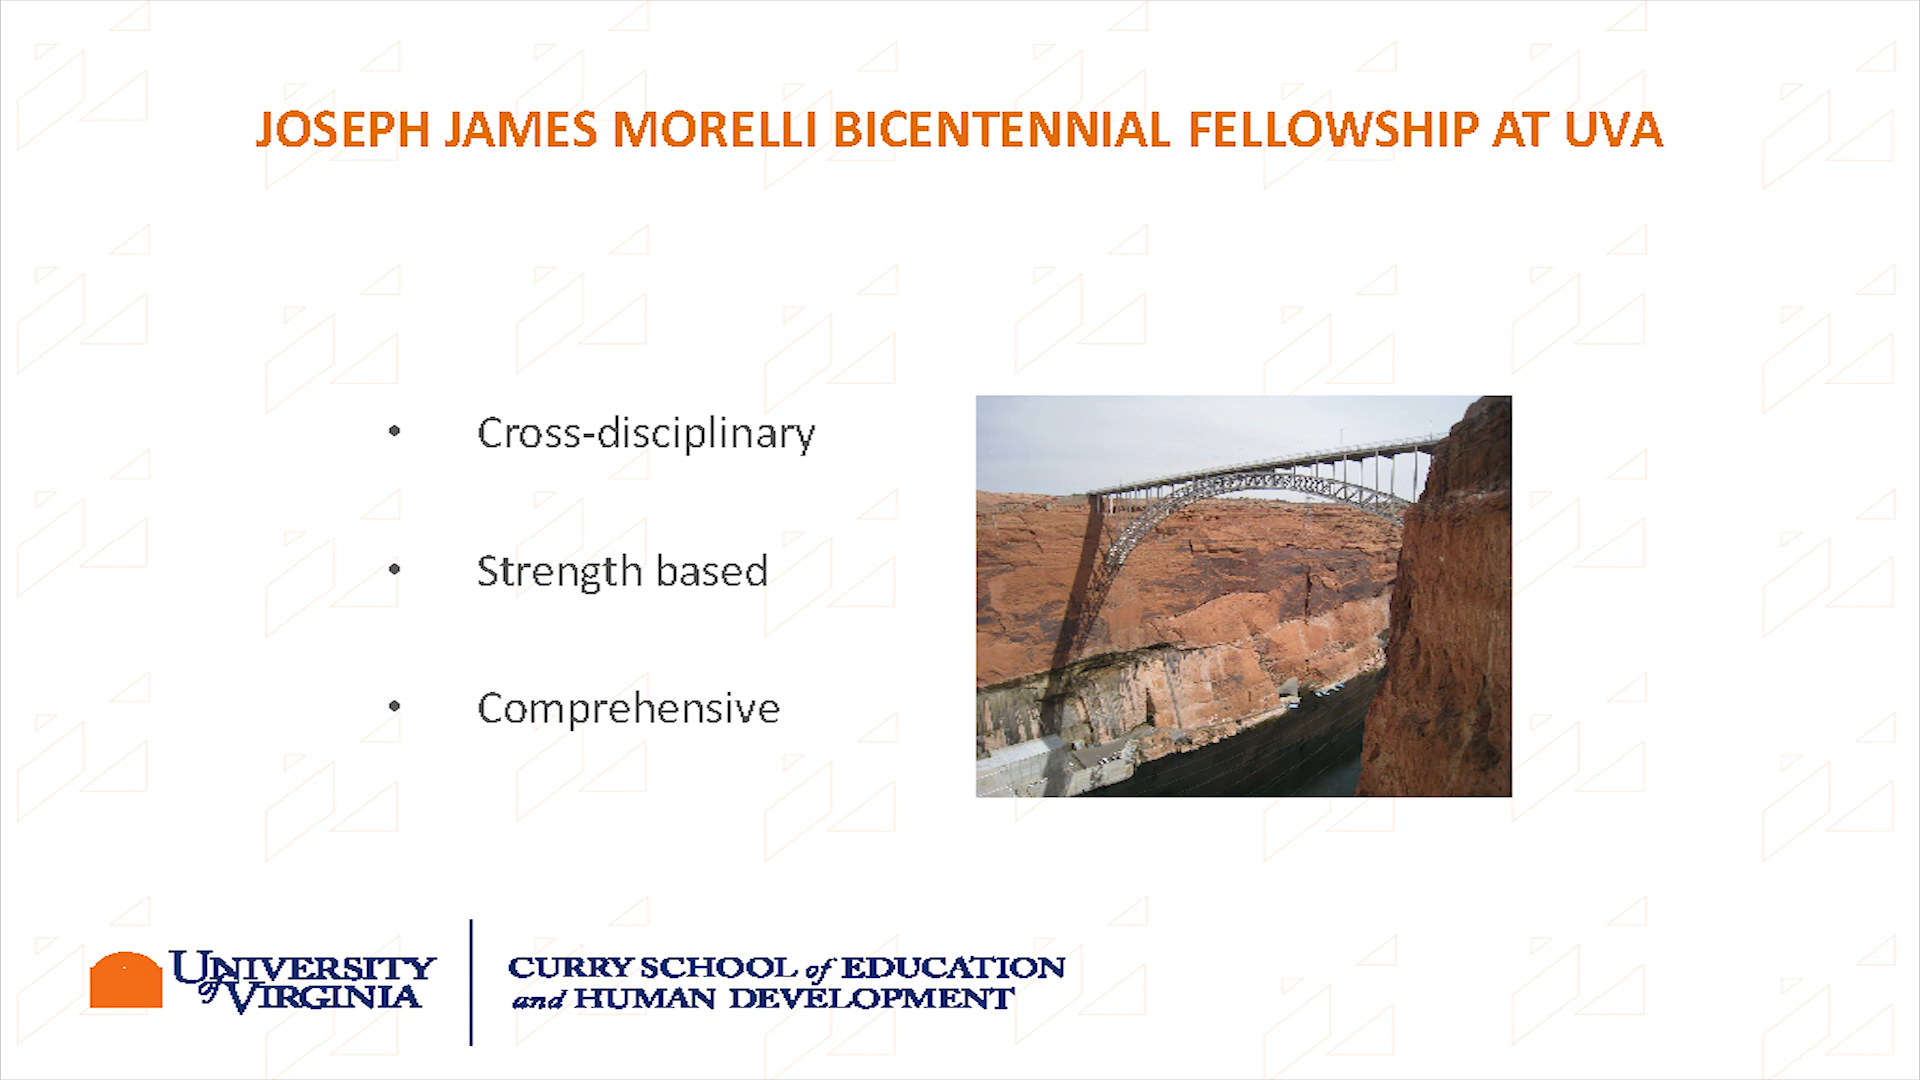 JOSEPH JAMES MORELLI BICENTENNIAL FELLOWSHIP AT UVA
• Cross-disciplinary
• Strength based
• Comprehensive
UNIVERSITY
of VIRGINIA
CURRY SCHOOL of EDUCATION
and HUMAN DEVELOPMENT